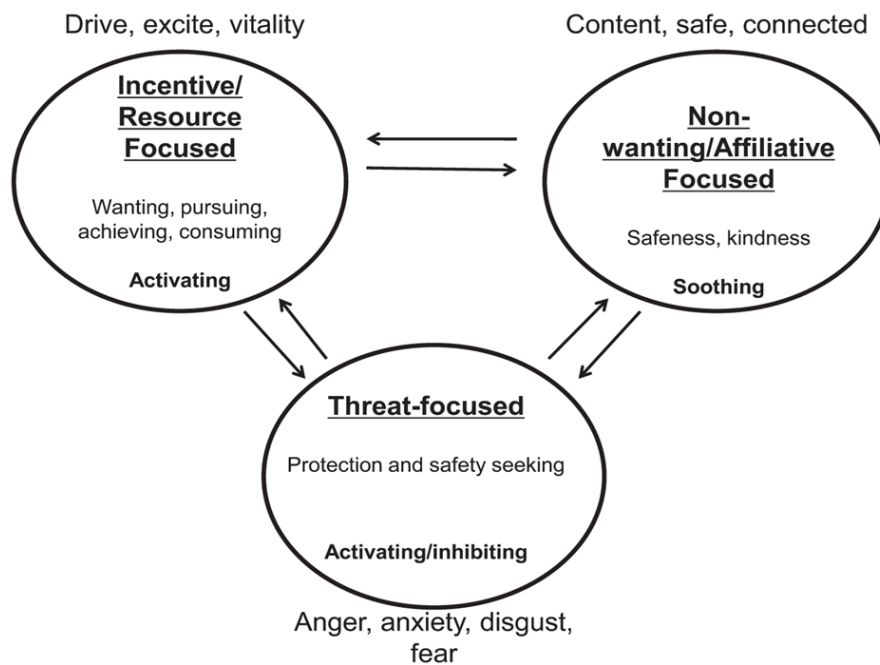 Drive, excite, vitality
Incentive/
Resource
Focused
Wanting, pursuing,
achieving, consuming
Activating
Content, safe, connected
Non-
wanting/Affiliative
Focused
Safeness, kindness
Soothing
Threat-focused
Protection and safety seeking
Activating/inhibiting
Anger, anxiety, disgust,
fear